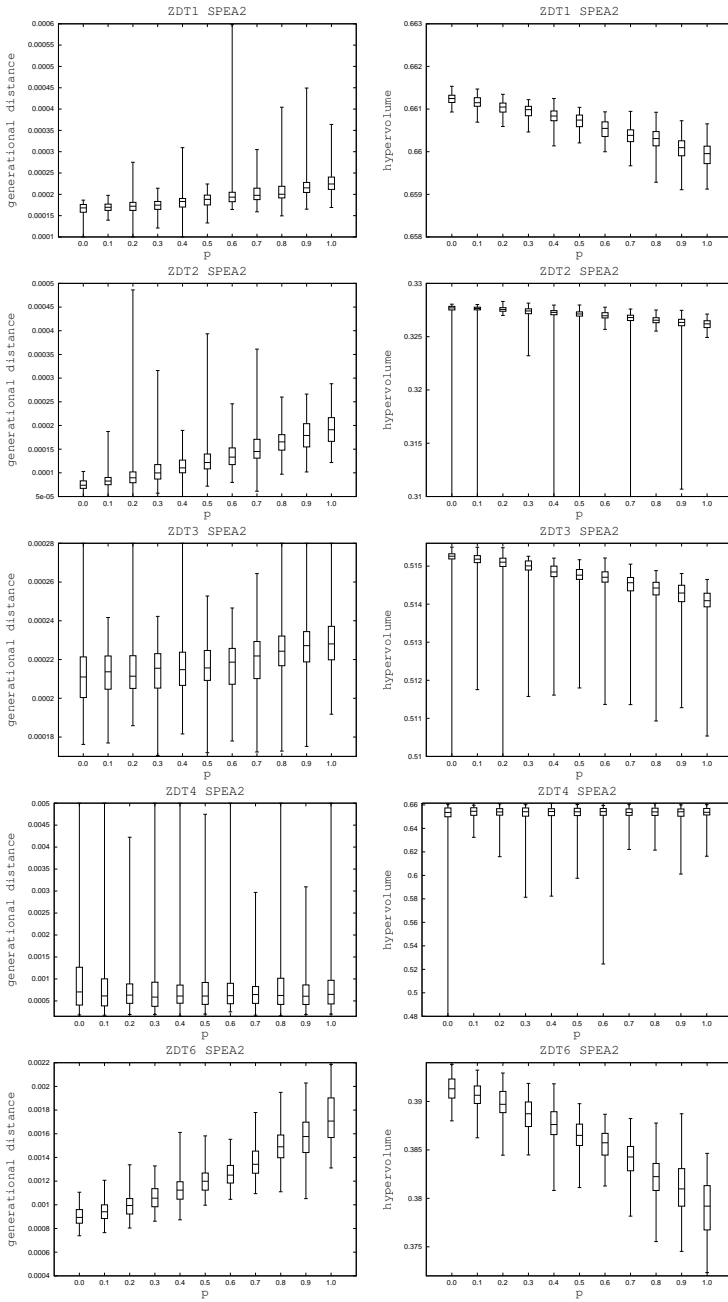 ZDT1 SPEA2
generational distance
0.0006
0.00055
0.0005
0.00045
0.0004
0.00035
0.0003
0.00025
0.0002
0.00015
0.0001
0.0 0.1 0.2 0.3 0.4 0.5 0.6 0.7 0.8 0.9 1.0
p
ZDT1 SPEA2
hypervolume
0.663
0.662
0.661
0.66
0.659
0.658
0.0 0.1 0.2 0.3 0.4 0.5 0.6 0.7 0.8 0.9 1.0
p
ZDT2 SPEA2
generational distance
0.0005
0.00045
0.0004
0.00035
0.0003
0.00025
0.0002
0.00015
0.0001
5e-05
0.0 0.1 0.2 0.3 0.4 0.5 0.6 0.7 0.8 0.9 1.0
p
ZDT2 SPEA2
hypervolume
0.33
0.325
0.32
0.315
0.31
0.0 0.1 0.2 0.3 0.4 0.5 0.6 0.7 0.8 0.9 1.0
p
ZDT3 SPEA2
generational distance
0.00028
0.00026
0.00024
0.00022
0.0002
0.00018
0.0 0.1 0.2 0.3 0.4 0.5 0.6 0.7 0.8 0.9 1.0
p
ZDT3 SPEA2
hypervolume
0.515
0.514
0.513
0.512
0.511
0.51
0.0 0.1 0.2 0.3 0.4 0.5 0.6 0.7 0.8 0.9 1.0
p
ZDT4 SPEA2
generational distance
0.005
0.0045
0.004
0.0035
0.003
0.0025
0.002
0.0015
0.001
0.0005
0.0 0.1 0.2 0.3 0.4 0.5 0.6 0.7 0.8 0.9 1.0
p
ZDT4 SPEA2
hypervolume
0.66
0.64
0.62
0.6
0.58
0.56
0.54
0.52
0.5
0.48
0.0 0.1 0.2 0.3 0.4 0.5 0.6 0.7 0.8 0.9 1.0
p
ZDT6 SPEA2
generational distance
0.0022
0.002
0.0018
0.0016
0.0014
0.0012
0.001
0.0008
0.0006
0.0004
0.0 0.1 0.2 0.3 0.4 0.5 0.6 0.7 0.8 0.9 1.0
p
ZDT6 SPEA2
hypervolume
0.39
0.385
0.38
0.375
0.0 0.1 0.2 0.3 0.4 0.5 0.6 0.7 0.8 0.9 1.0
p